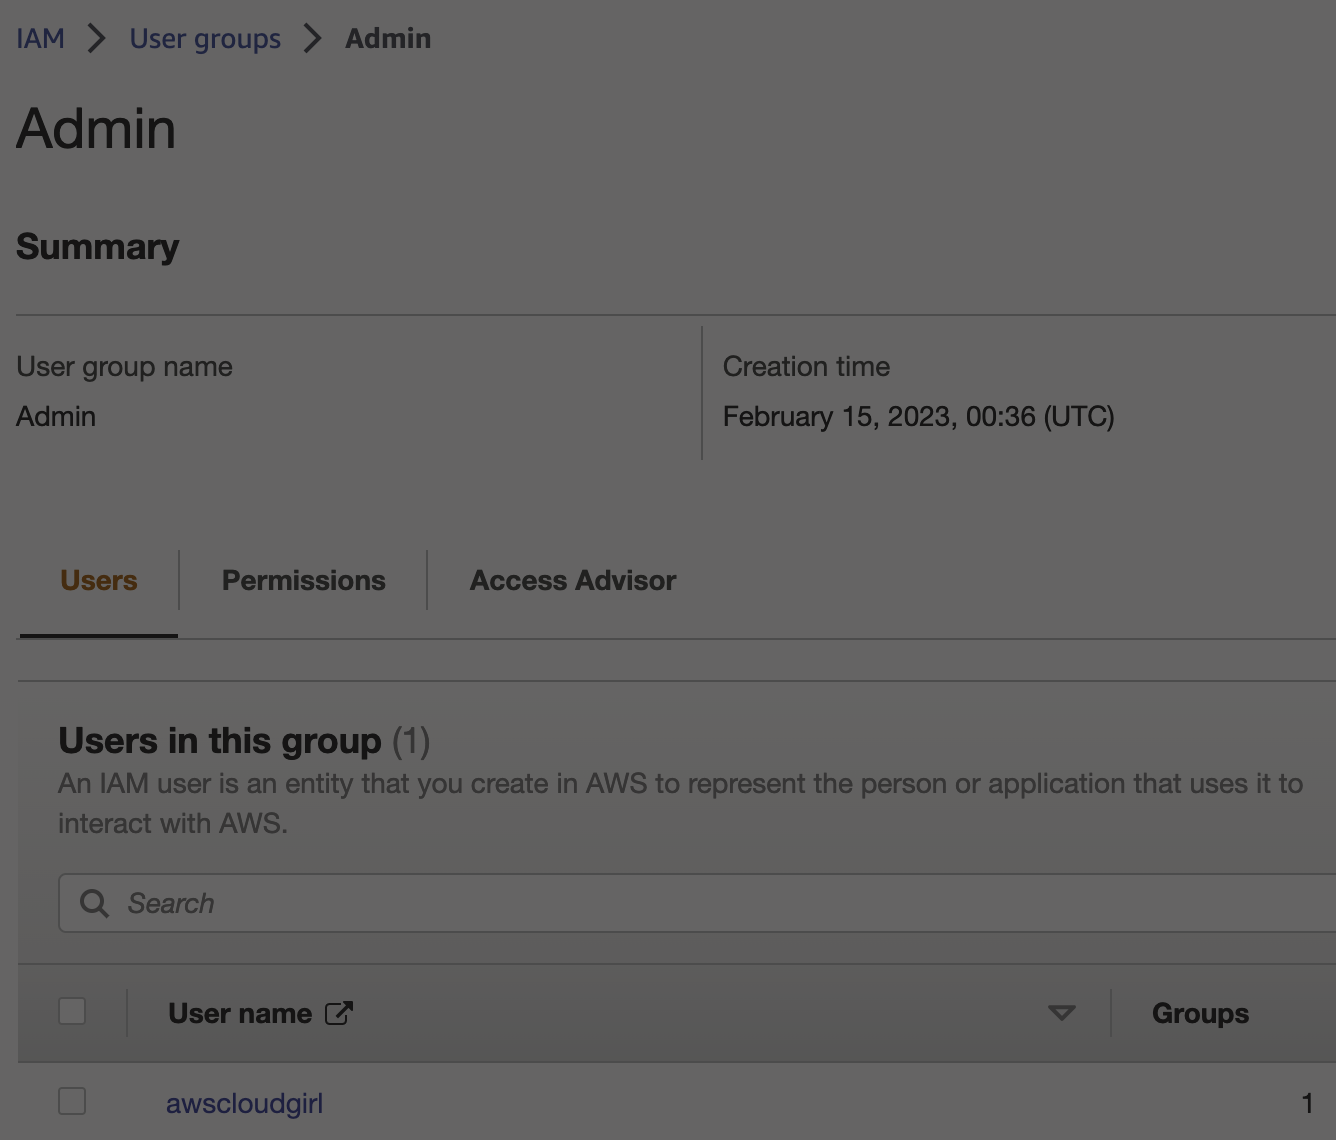 IAM > User groups > Admin
Admin
Summary
User group name
Admin
Creation time
February 15, 2023, 00:36 (UTC)
Users
Permissions
Access Advisor
Users in this group (1)
An IAM user is an entity that you create in AWS to represent the person or application that uses it to
interact with AWS.
Search
User name
Groups
awscloudgirl
1